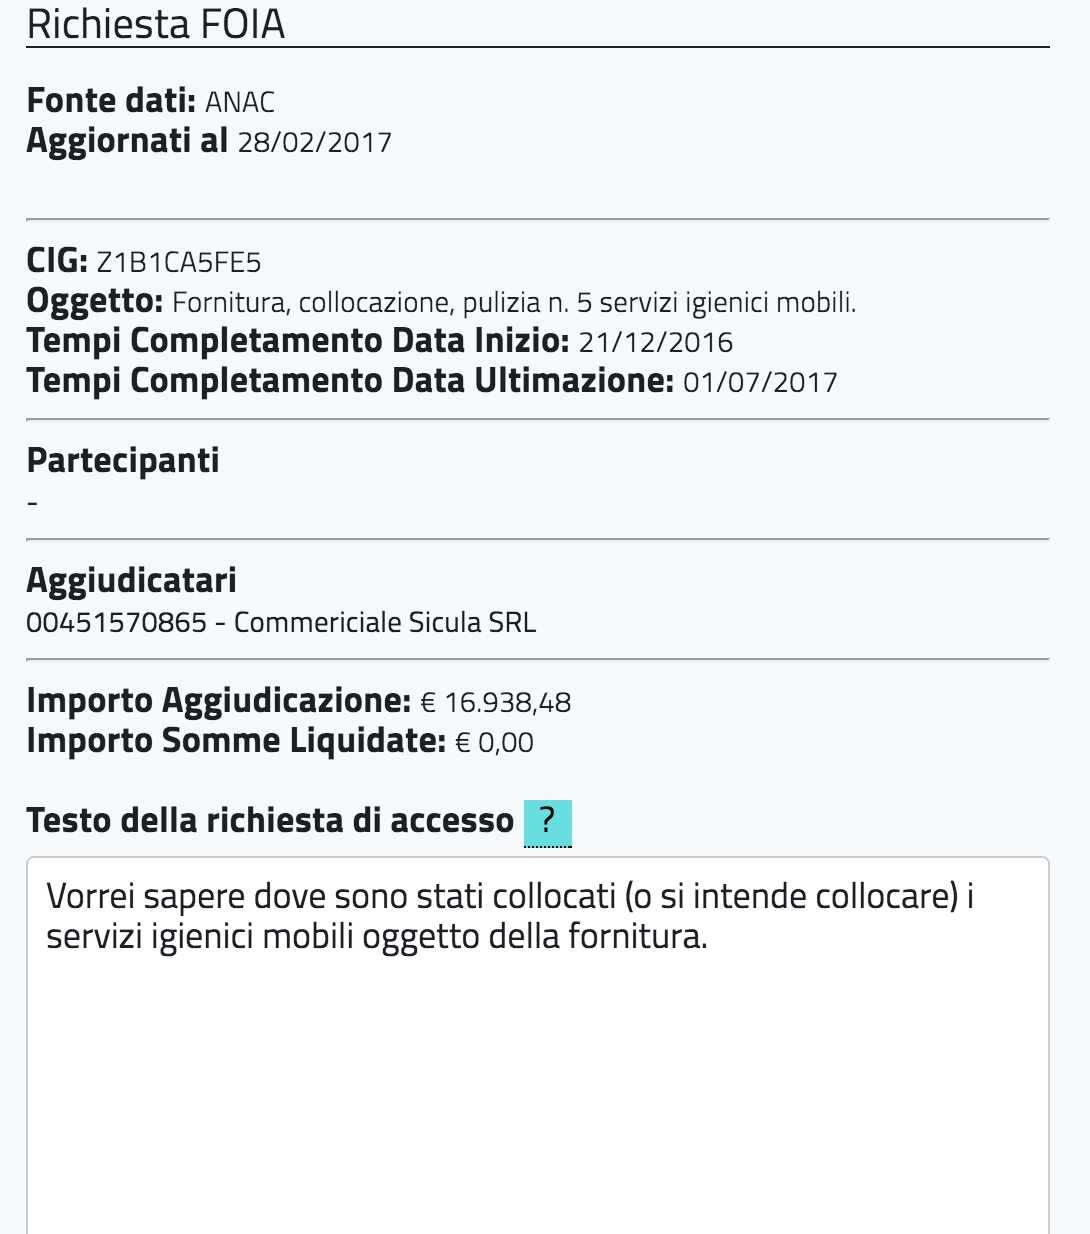 Richiesta FOIA
Fonte dati: ANAC
Aggiornati al 28/02/2017
CIG: Z1B1CA5FE5
Oggetto: Fornitura, collocazione, pulizia n. 5 servizi igienici mobili.
Tempi Completamento Data Inizio: 21/12/2016
Tempi Completamento Data Ultimazione: 01/07/2017
Partecipanti
-
Aggiudicatari
00451570865 - Commericiale Sicula SRL
Importo Aggiudicazione: € 16.938,48
Importo Somme Liquidate: € 0,00
Testo della richiesta di accesso ?
Vorrei sapere dove sono stati collocati (o si intende collocare) i
servizi igienici mobili oggetto della fornitura.